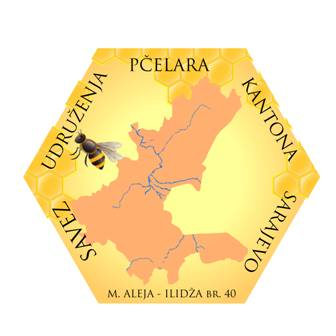 SAVEZ
UDRUŽENJA
PČELARA
KANTONA
SARAJEVO
M. ALEJA - ILIDŽA BR. 40